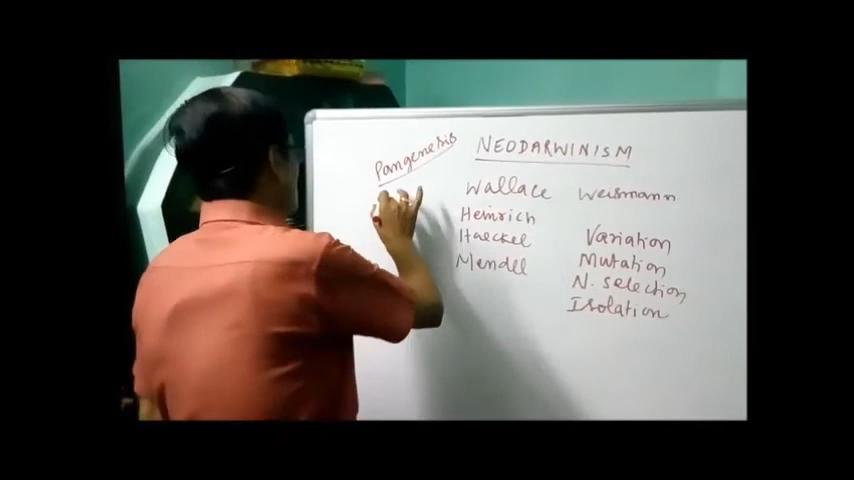 Pangenesis
NEODARWINISM
Wallace Weismann
Heinrich
Haeckel Variation
Mendel Mutation
N. selection
Isolation